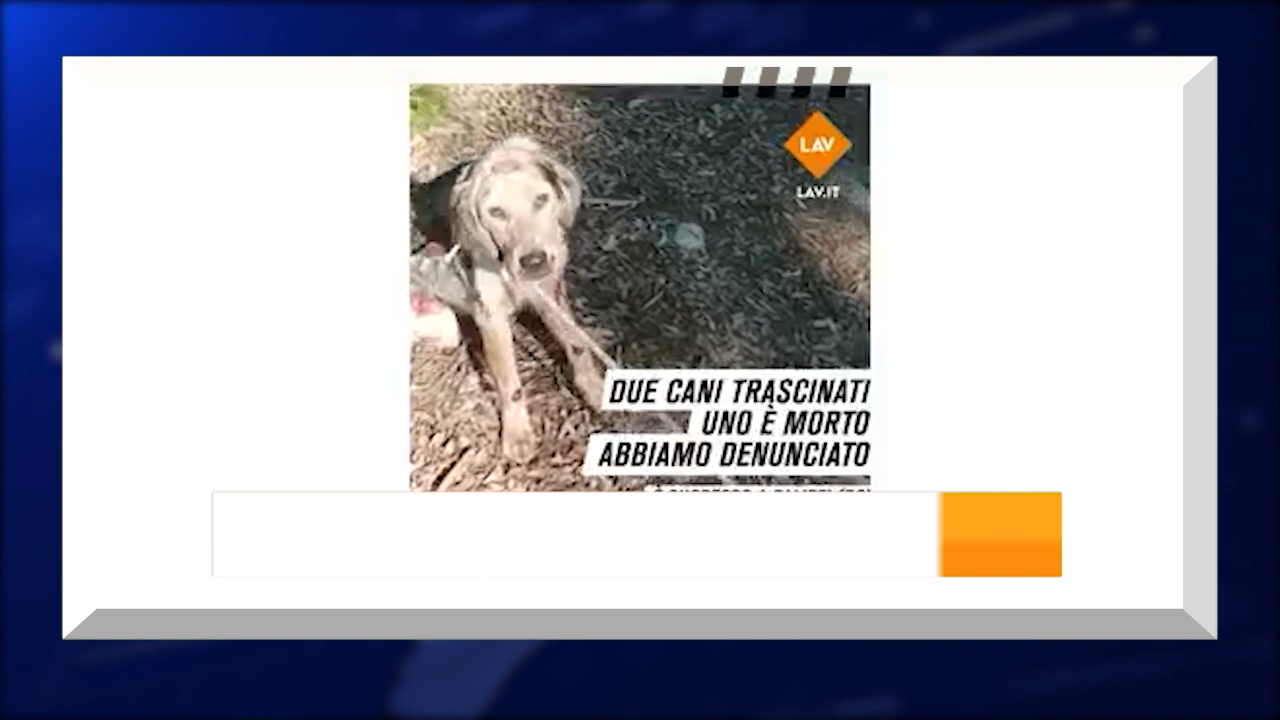 LAV
LAV.IT
DUE CANI TRASCINATI
UNO È MORTO
ABBIAMO DENUNCIATO